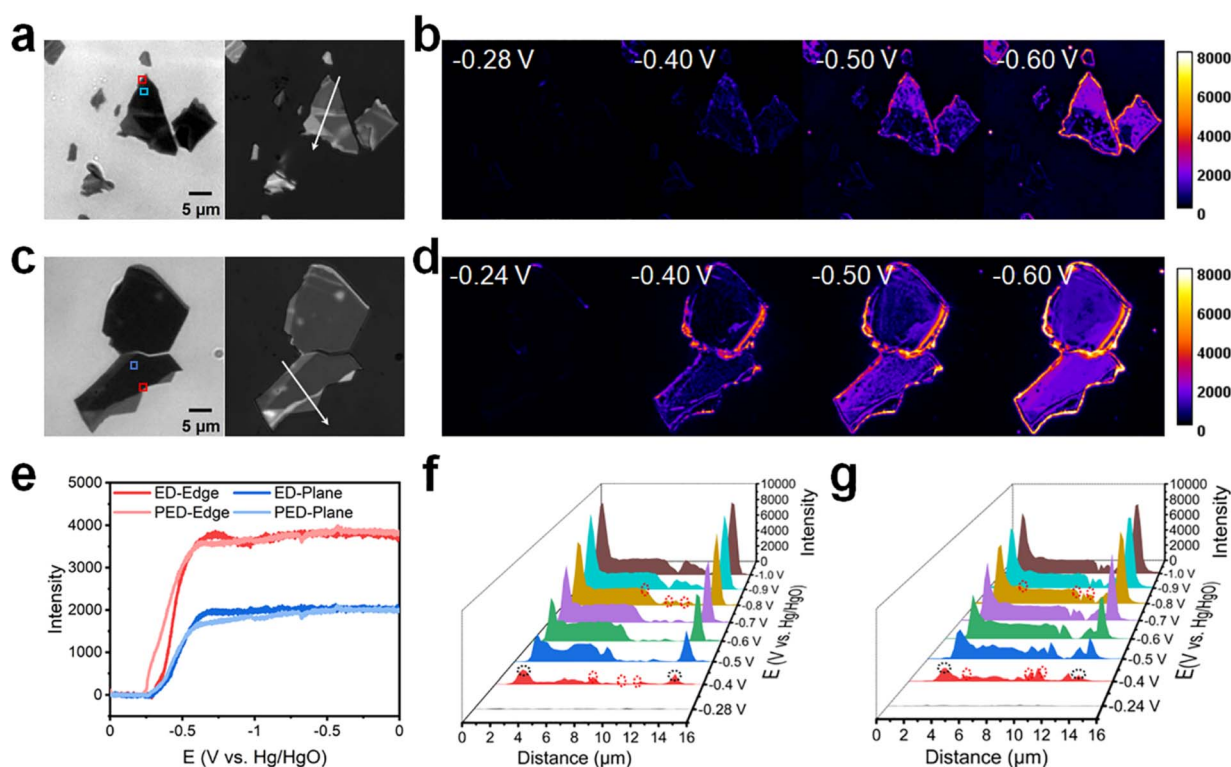 a
5 μm
b
-0.28 V
-0.40 V
-0.50 V
-0.60 V
8000
6000
4000
2000
0
c
5 μm
d
-0.24 V
-0.40 V
-0.50 V
-0.60 V
8000
6000
4000
2000
0
e
ED-Edge
ED-Plane
PED-Edge
PED-Plane
5000
4000
3000
2000
1000
0
Intensity
0
-0.5
-1.0
-0.5
-0
E (V vs. Hg/HgO)
f
10000
8000
6000
4000
2000
0
Intensity
-1.0 V
-0.9 V
-0.8 V
-0.7 V
-0.6 V
-0.5 V
-0.4 V
-0.28 V
E (V vs. Hg/HgO)
0 2 4 6 8 10 12 14 16
Distance (μm)
g
10000
8000
6000
4000
2000
0
Intensity
-1.0 V
-0.9 V
-0.8 V
-0.7 V
-0.6 V
-0.5 V
-0.4 V
-0.24 V
E(V vs. Hg/HgO)
0 2 4 6 8 10 12 14 16
Distance (μm)